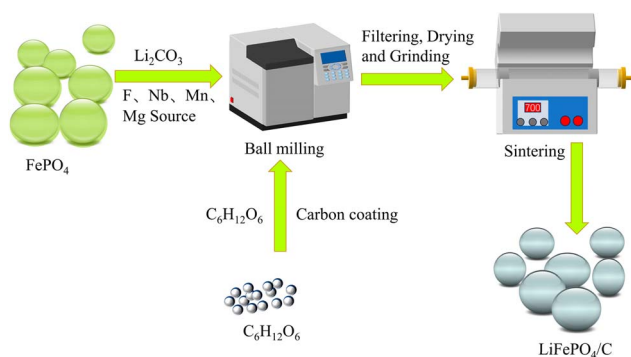 Li₂CO₃
F、Nb、Mn、
Mg Source
FePO₄
Ball milling
Filtering, Drying
and Grinding
700
Sintering
C₆H₁₂O₆
Carbon coating
C₆H₁₂O₆
LiFePO₄/C